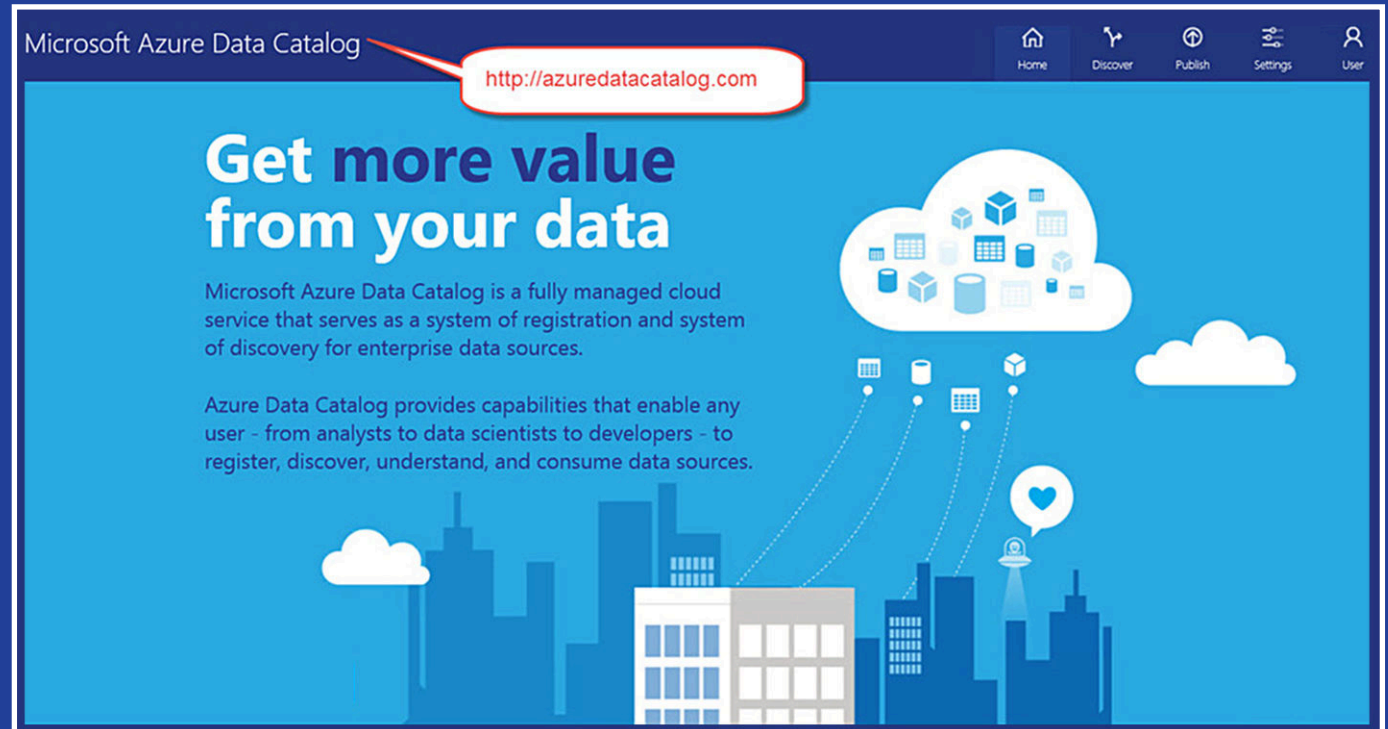 Microsoft Azure Data Catalog
http://azuredatacatalog.com
Home
Discover
Publish
Settings
User
Get more value
from your data
Microsoft Azure Data Catalog is a fully managed cloud
service that serves as a system of registration and system
of discovery for enterprise data sources.
Azure Data Catalog provides capabilities that enable any
user - from analysts to data scientists to developers - to
register, discover, understand, and consume data sources.